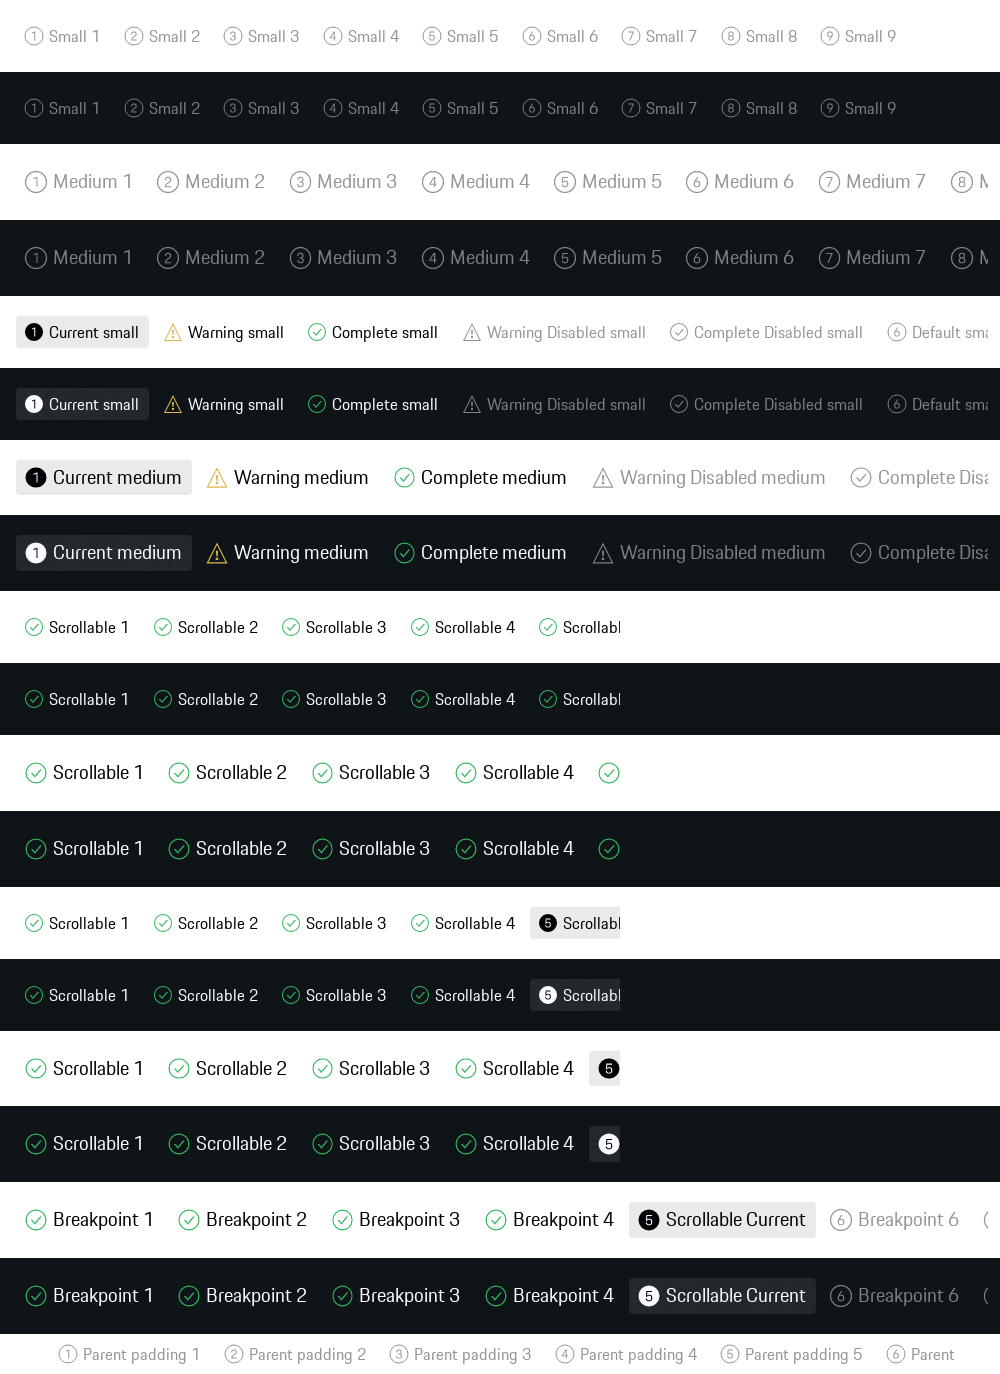 1 Small 1 2 Small 2 3 Small 3 4 Small 4 5 Small 5 6 Small 6 7 Small 7 8 Small 8 9 Small 9
1 Small 1 2 Small 2 3 Small 3 4 Small 4 5 Small 5 6 Small 6 7 Small 7 8 Small 8 9 Small 9
1 Medium 1 2 Medium 2 3 Medium 3 4 Medium 4 5 Medium 5 6 Medium 6 7 Medium 7 8
1 Medium 1 2 Medium 2 3 Medium 3 4 Medium 4 5 Medium 5 6 Medium 6 7 Medium 7 8
1 Current small Warning small Complete small Warning Disabled small Complete Disabled small 6 Default
1 Current small Warning small Complete small Warning Disabled small Complete Disabled small 6 Default
1 Current medium Warning medium Complete medium Warning Disabled medium Complete
1 Current medium Warning medium Complete medium Warning Disabled medium Complete
Scrollable 1 Scrollable 2 Scrollable 3 Scrollable 4
Scrollable 1 Scrollable 2 Scrollable 3 Scrollable 4
Scrollable 1 Scrollable 2 Scrollable 3 Scrollable 4
Scrollable 1 Scrollable 2 Scrollable 3 Scrollable 4
Scrollable 1 Scrollable 2 Scrollable 3 Scrollable 4 5
Scrollable 1 Scrollable 2 Scrollable 3 Scrollable 4 5
Scrollable 1 Scrollable 2 Scrollable 3 Scrollable 4 5
Scrollable 1 Scrollable 2 Scrollable 3 Scrollable 4 5
Breakpoint 1 Breakpoint 2 Breakpoint 3 Breakpoint 4 5 Scrollable Current 6 Breakpoint 6
Breakpoint 1 Breakpoint 2 Breakpoint 3 Breakpoint 4 5 Scrollable Current 6 Breakpoint 6
1 Parent padding 1 2 Parent padding 2 3 Parent padding 3 4 Parent padding 4 5 Parent padding 5 6 Parent